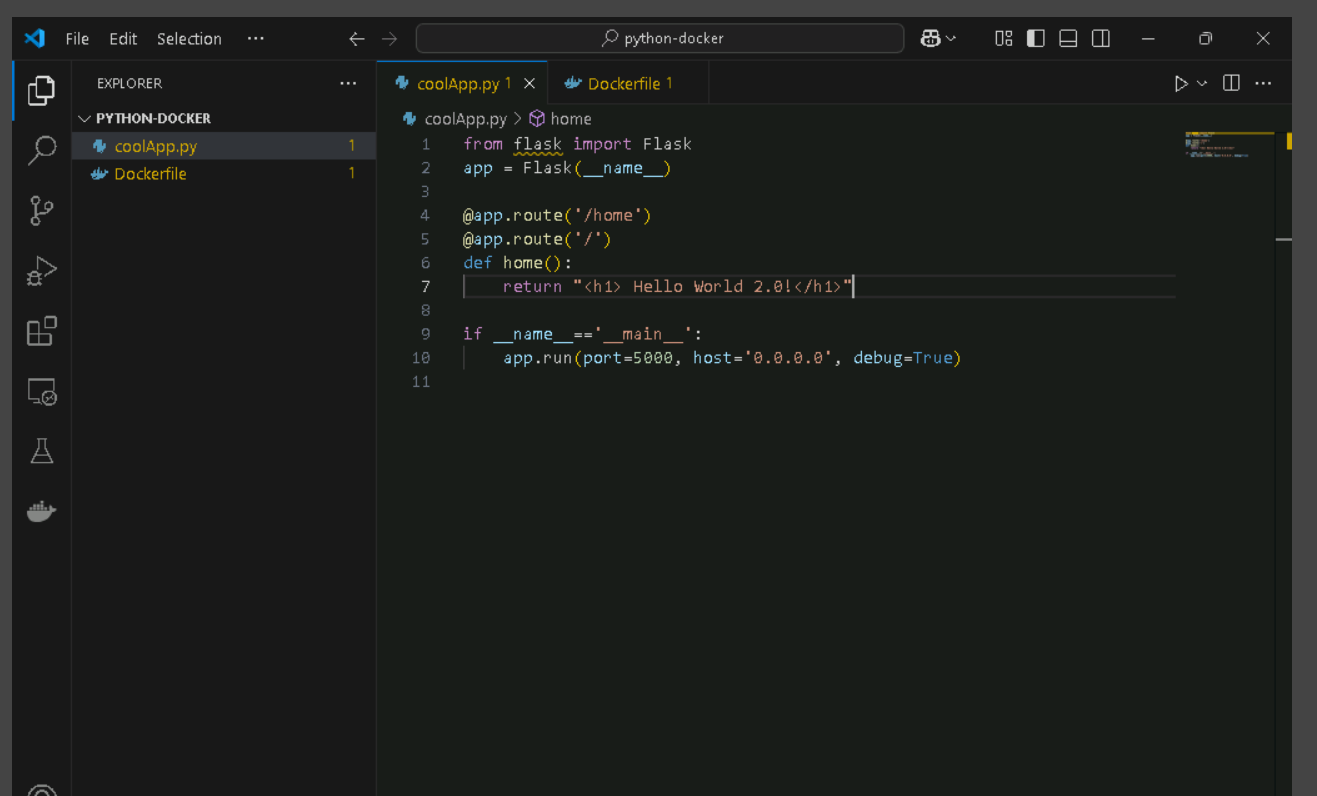 File Edit Selection ··· python-docker
EXPLORER ···
coolApp.py 1
Dockerfile 1
PYTHON-DOCKER
coolApp.py > home
coolApp.py 1
Dockerfile 1
1 from flask import Flask
2 app = Flask(__name__)
3
4 @app.route('/home')
5 @app.route('/')
6 def home():
7     return "<h1> Hello World 2.0!</h1>"
8
9 if __name__=='__main__':
10     app.run(port=5000, host='0.0.0.0', debug=True)
11